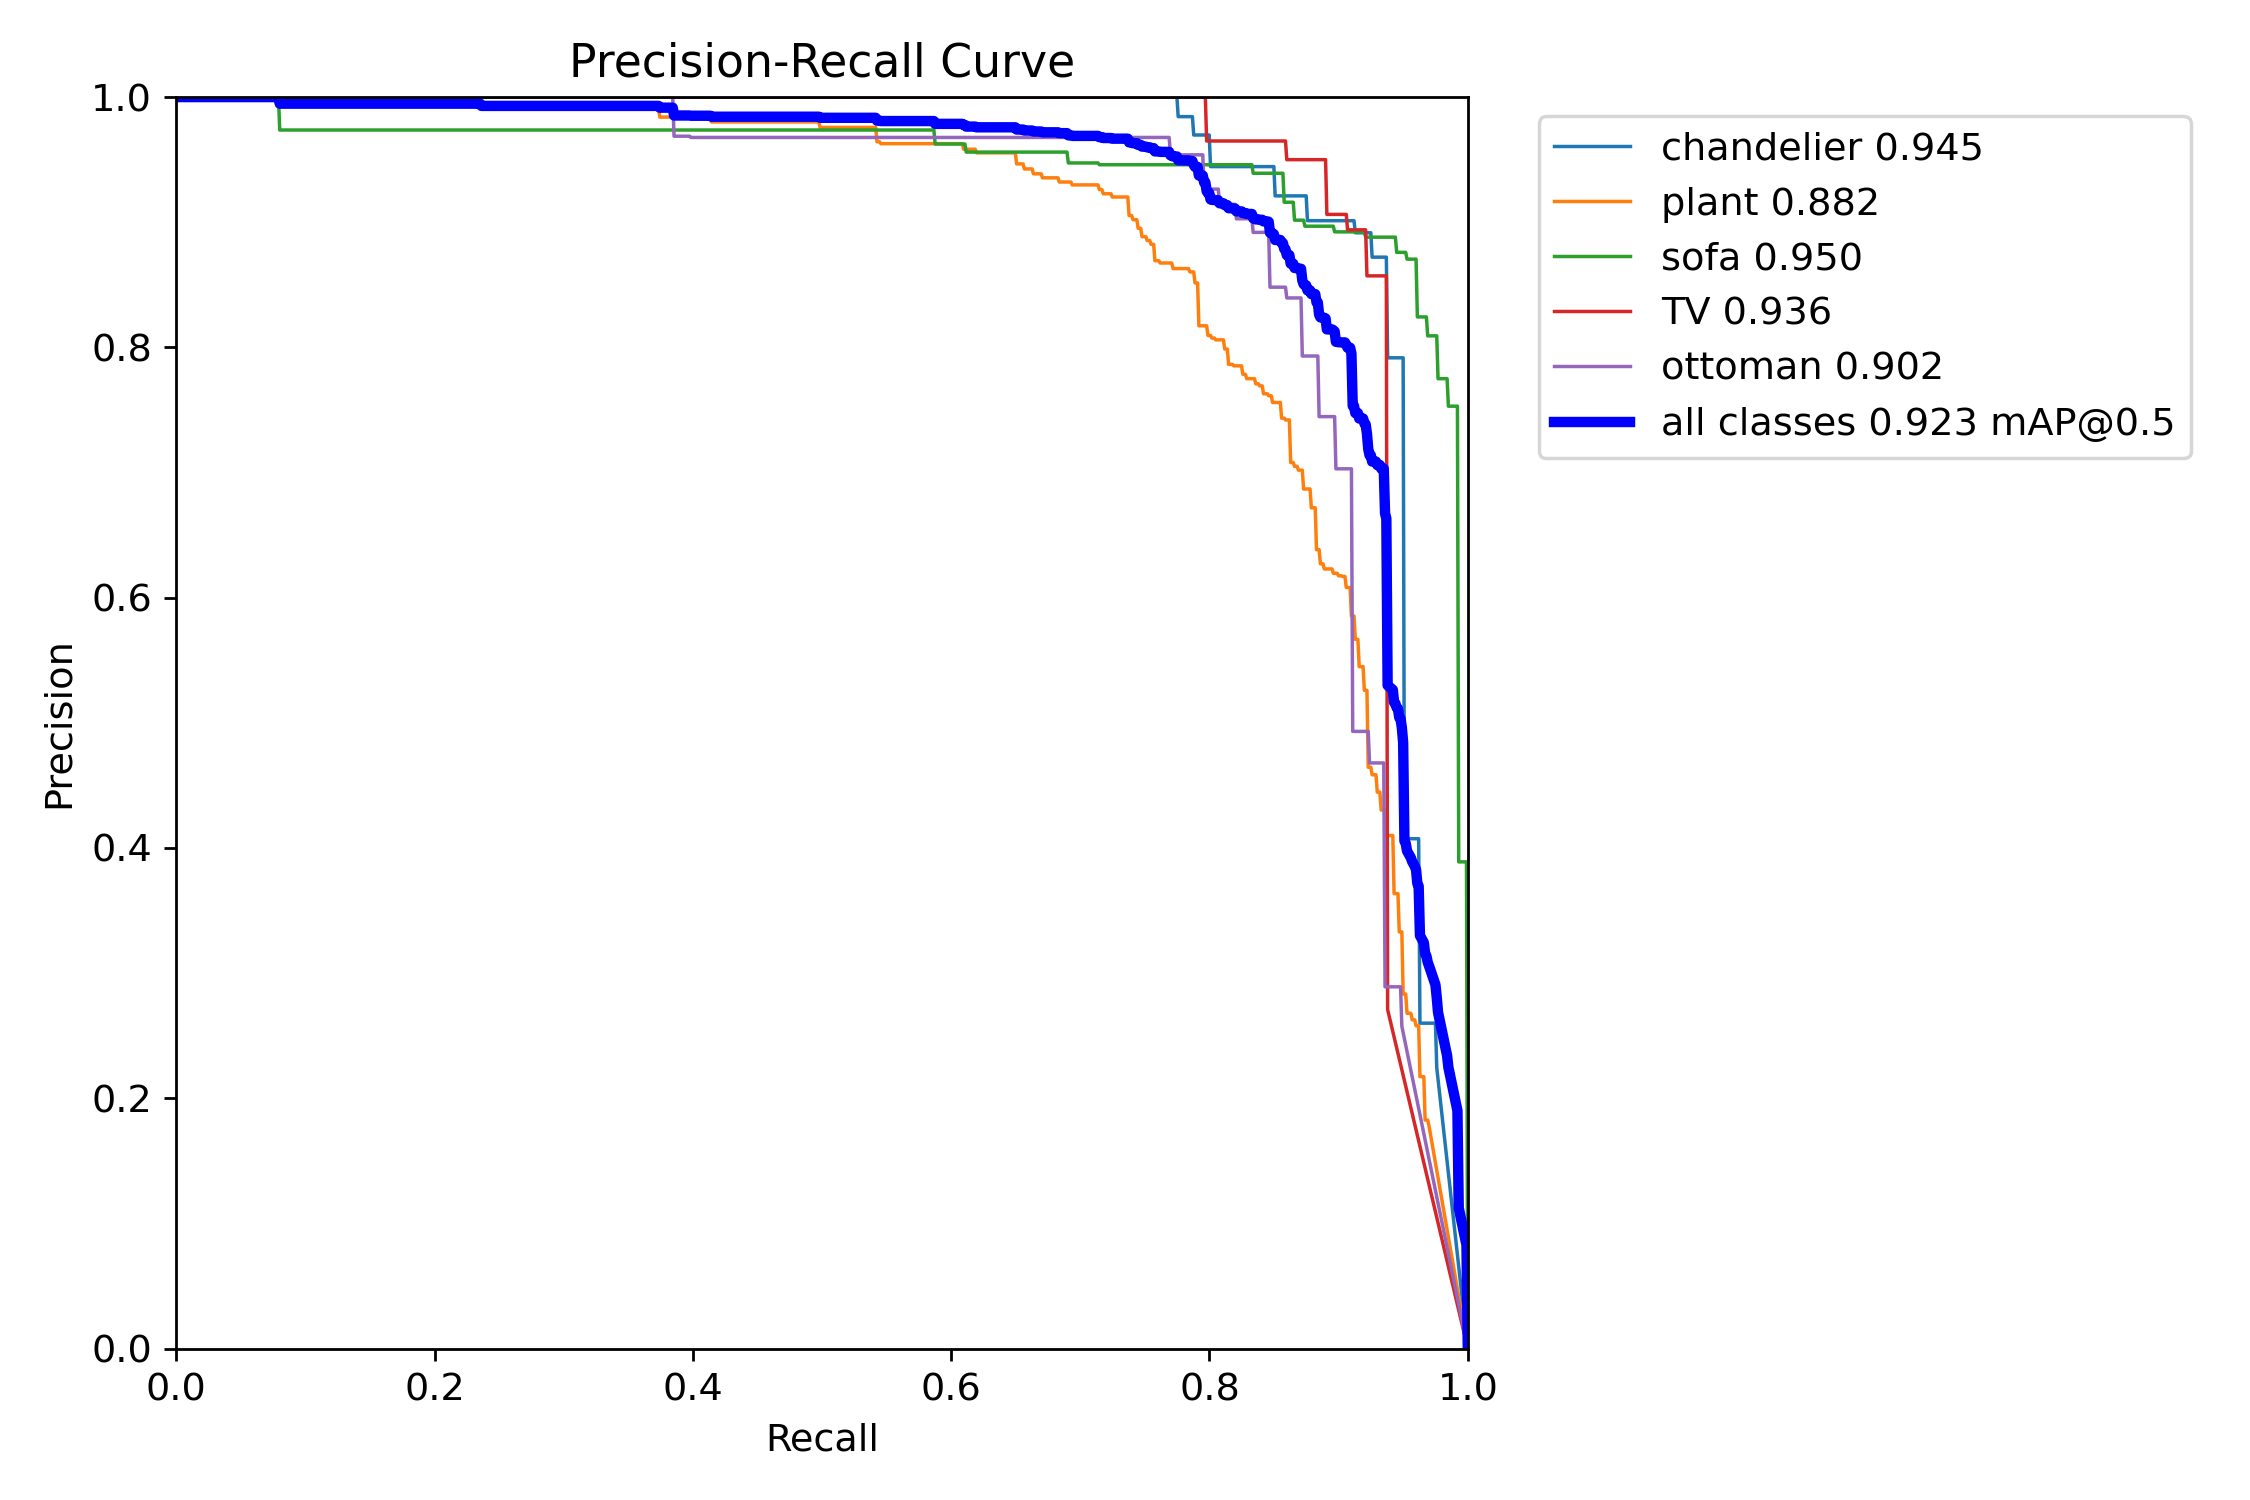 Precision-Recall Curve
1.0
0.8
0.6
0.4
0.2
0.0
Precision
0.0 0.2 0.4 0.6 0.8 1.0
Recall
chandelier 0.945
plant 0.882
sofa 0.950
TV 0.936
ottoman 0.902
all classes 0.923 mAP@0.5